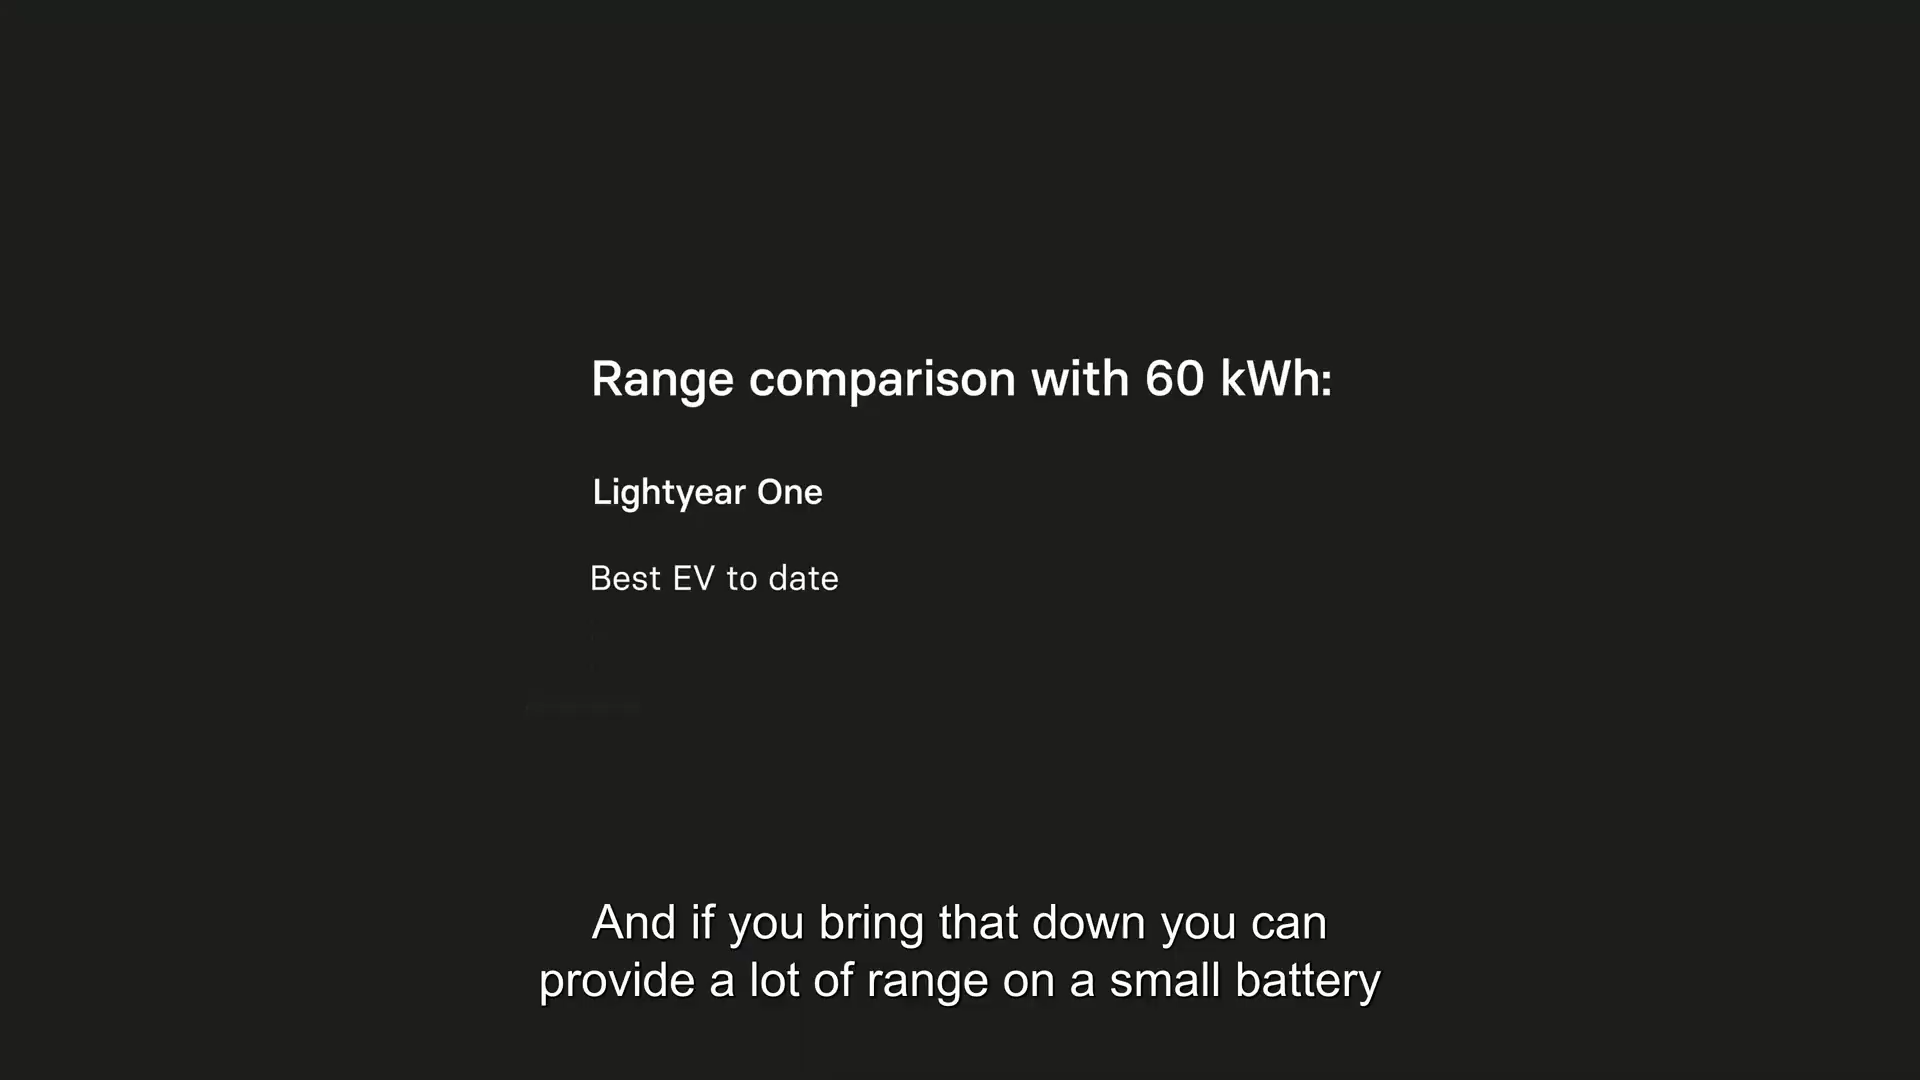 Range comparison with 60 kWh:
Lightyear One
Best EV to date
And if you bring that down you can
provide a lot of range on a small battery